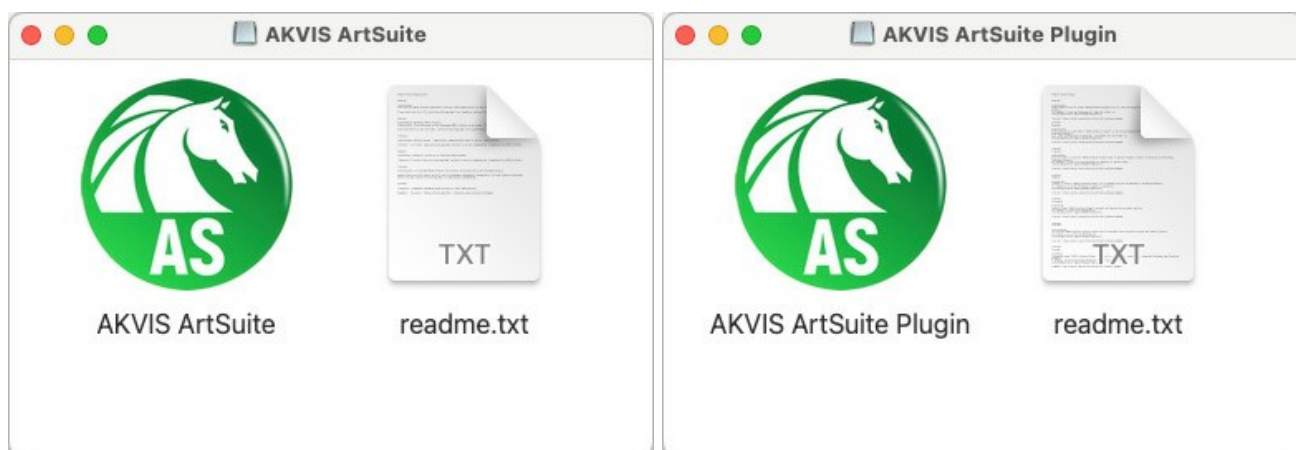 AKVIS ArtSuite
AS
TXT
AKVIS ArtSuite
readme.txt
AKVIS ArtSuite Plugin
AS
TXT
AKVIS ArtSuite Plugin
readme.txt